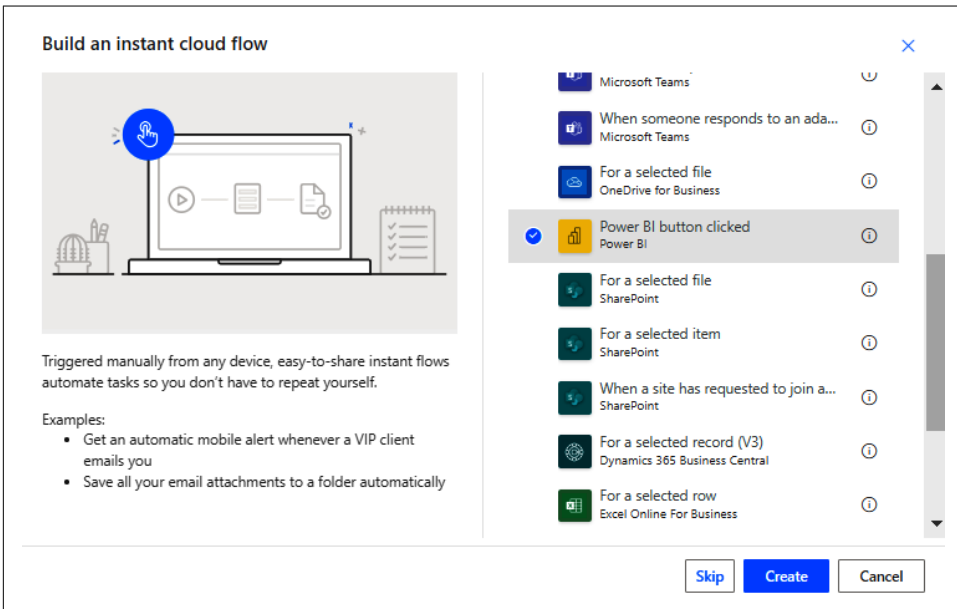 Build an instant cloud flow
Microsoft Teams
When someone responds to an ada...
Microsoft Teams
For a selected file
OneDrive for Business
Power BI button clicked
Power BI
For a selected file
SharePoint
For a selected item
SharePoint
When a site has requested to join a...
SharePoint
For a selected record (V3)
Dynamics 365 Business Central
For a selected row
Excel Online For Business
Triggered manually from any device, easy-to-share instant flows
automate tasks so you don't have to repeat yourself.
Examples:
• Get an automatic mobile alert whenever a VIP client
emails you
• Save all your email attachments to a folder automatically
Skip
Create
Cancel